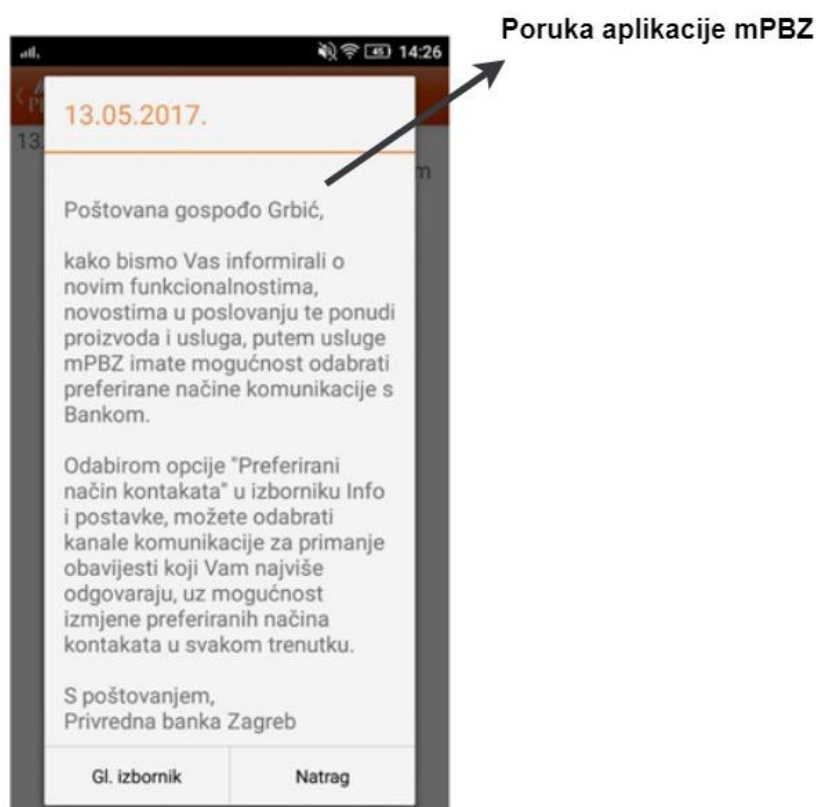 Poruka aplikacije mPBZ
14:26
13.05.2017.
13.
Poštovana gospođo Grbić,
kako bismo Vas informirali o
novim funkcionalnostima,
novostima u poslovanju te ponudi
proizvoda i usluga, putem usluge
mPBZ imate mogućnost odabrati
preferirane načine komunikacije s
Bankom.
Odabirom opcije "Preferirani
način kontakata" u izborniku Info
i postavke, možete odabrati
kanale komunikacije za primanje
obavijesti koji Vam najviše
odgovaraju, uz mogućnost
izmjene preferiranih načina
kontakata u svakom trenutku.
S poštovanjem,
Privredna banka Zagreb
Gl. izbornik Natrag